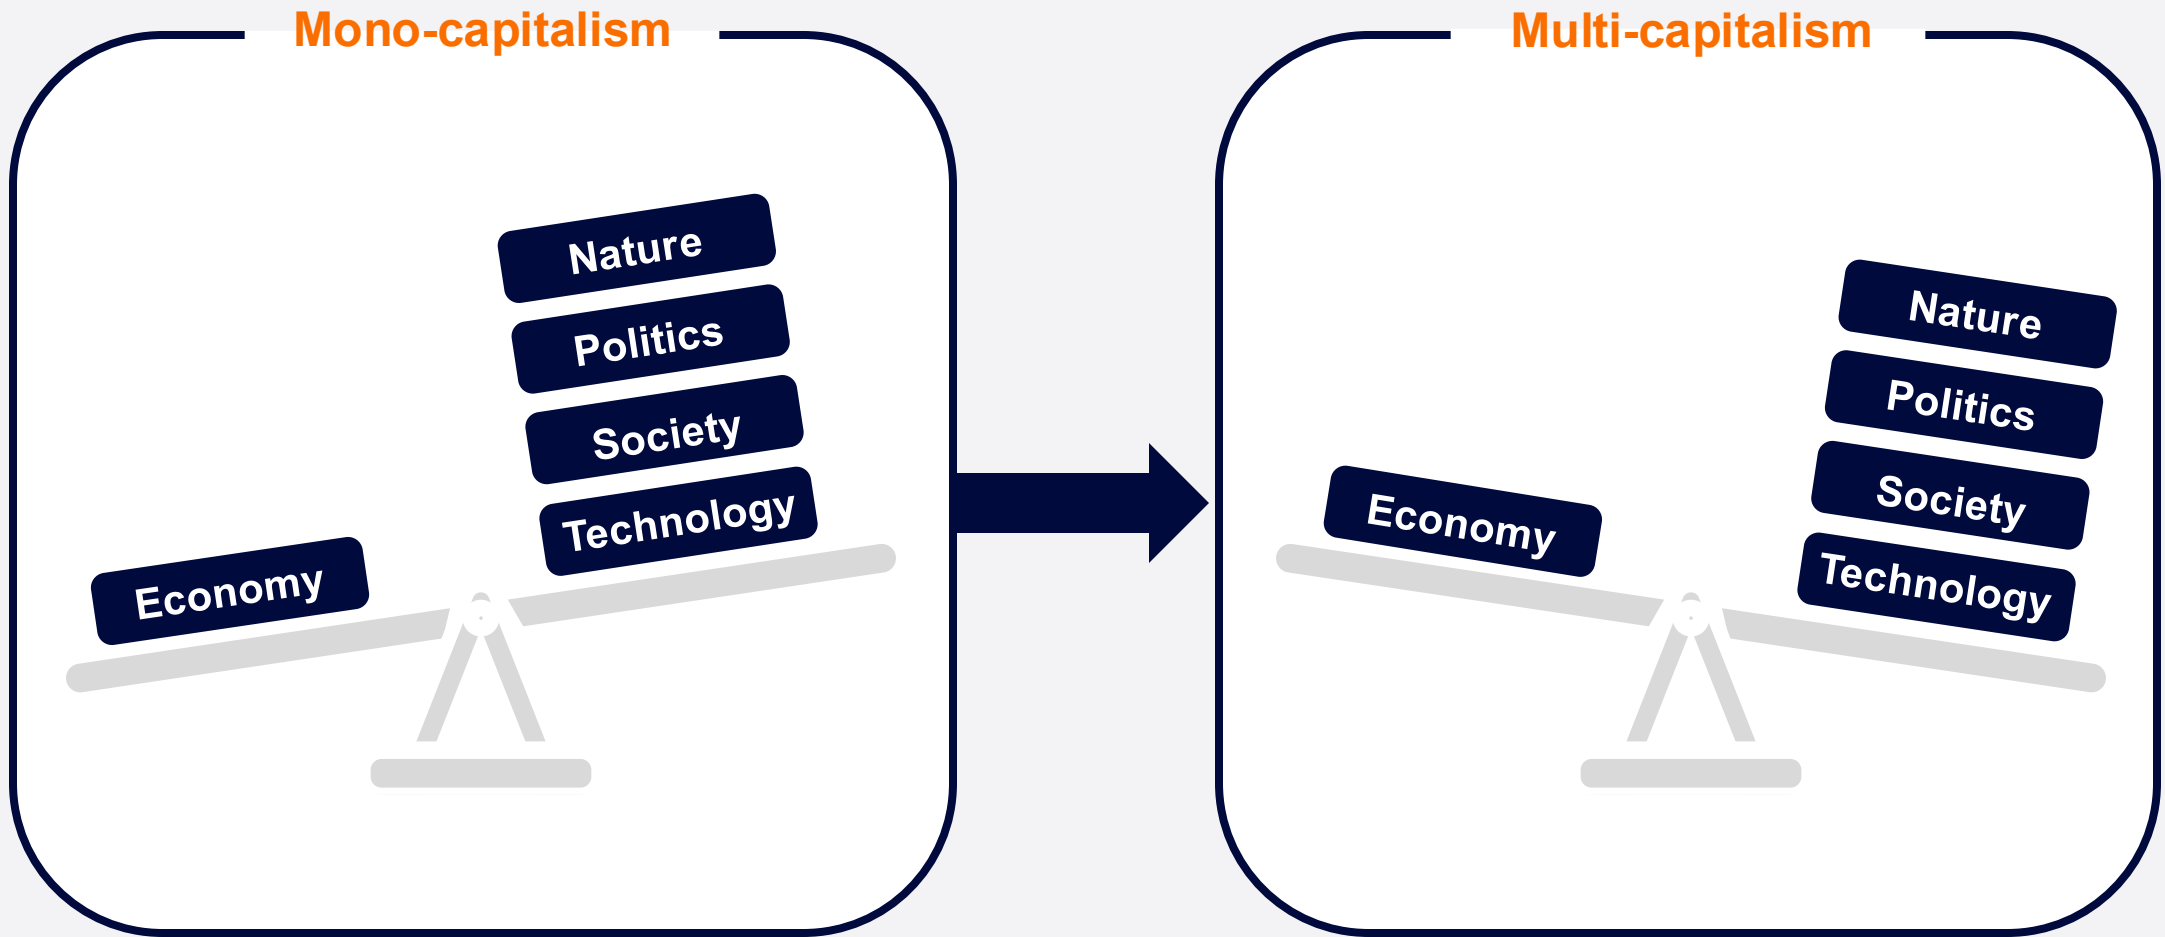 Mono-capitalism
Nature
Politics
Society
Technology
Economy
Multi-capitalism
Nature
Politics
Society
Technology
Economy